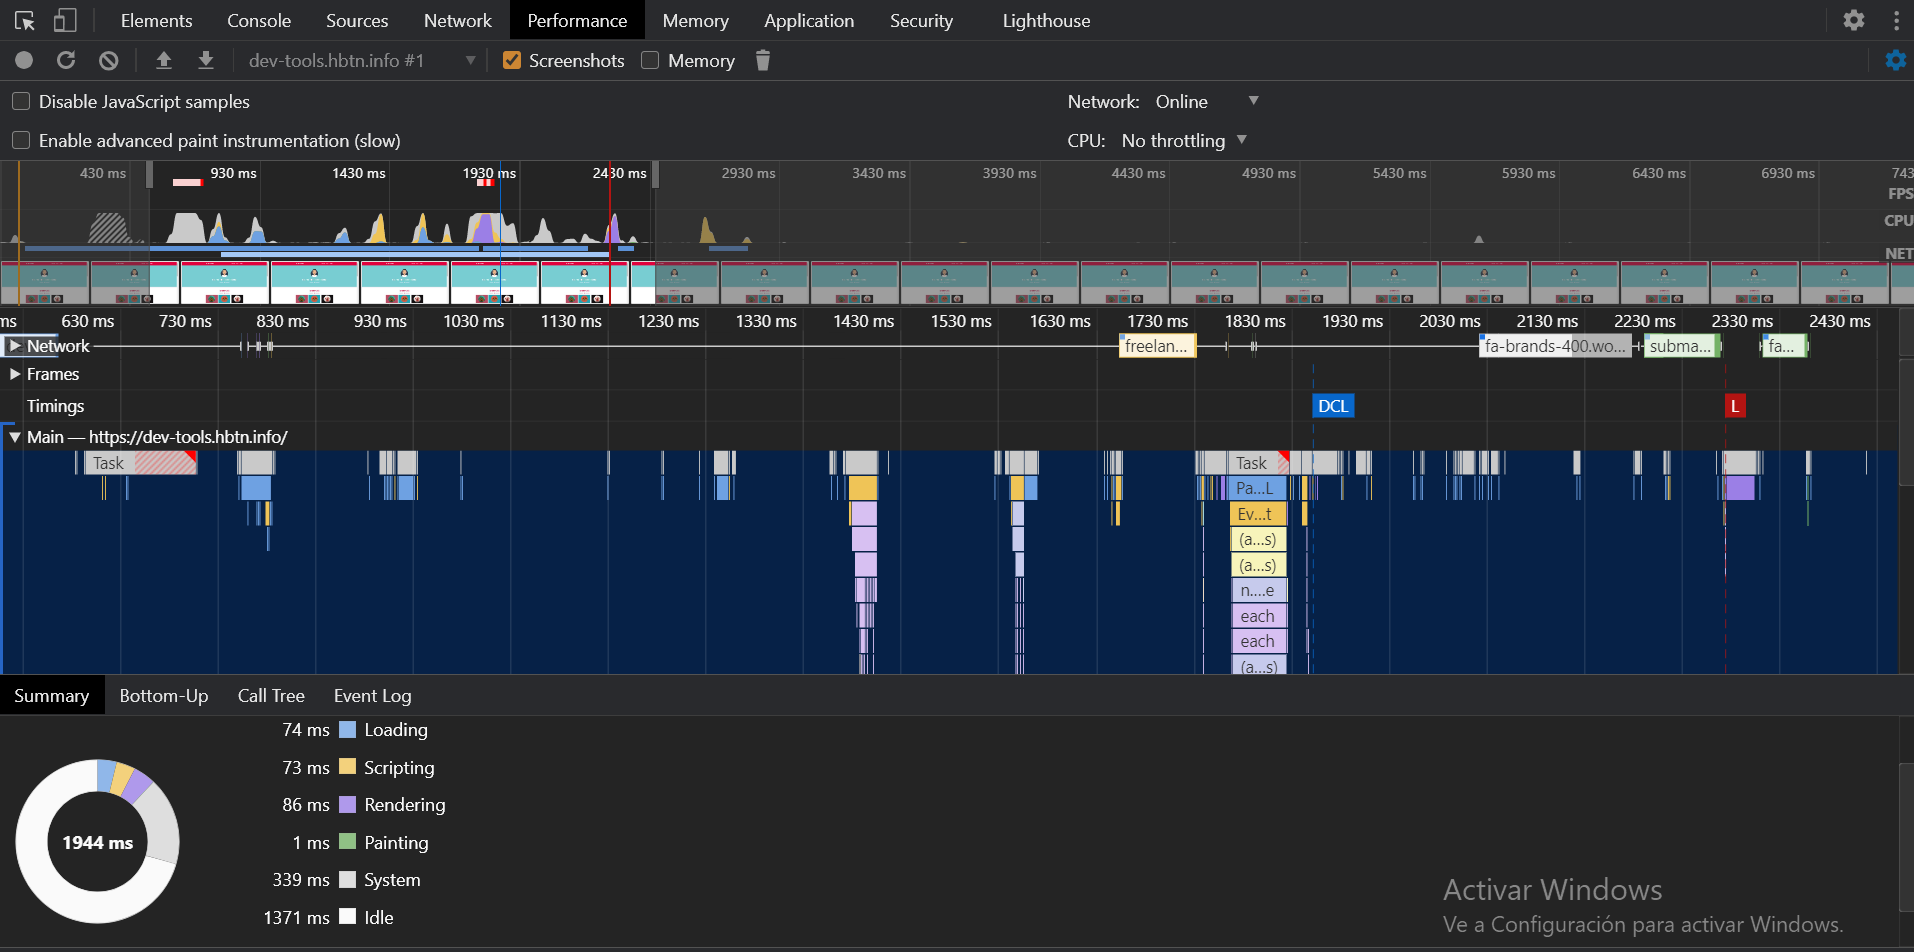 Elements Console Sources Network Performance Memory Application Security Lighthouse
dev-tools.hbtn.info #1 Screenshots Memory
Disable JavaScript samples Network: Online
Enable advanced paint instrumentation (slow) CPU: No throttling
430 ms 930 ms 1430 ms 1930 ms 2430 ms 2930 ms 3430 ms 3930 ms 4430 ms 4930 ms 5430 ms 5930 ms 6430 ms 6930 ms 743
FPS
CPU
NET
ms 630 ms 730 ms 830 ms 930 ms 1030 ms 1130 ms 1230 ms 1330 ms 1430 ms 1530 ms 1630 ms 1730 ms 1830 ms 1930 ms 2030 ms 2130 ms 2230 ms 2330 ms 2430 ms
Network freelan... fa-brands-400.wo... subma... fa...
Frames
Timings DCL L
Main — https://dev-tools.hbtn.info/
Task Task
Pa...L
Ev...t
(a...s)
(a...s)
n....e
each
each
(a...s)
Summary Bottom-Up Call Tree Event Log
74 ms Loading
73 ms Scripting
86 ms Rendering
1 ms Painting
339 ms System
1371 ms Idle
1944 ms
Activar Windows
Ve a Configuración para activar Windows.